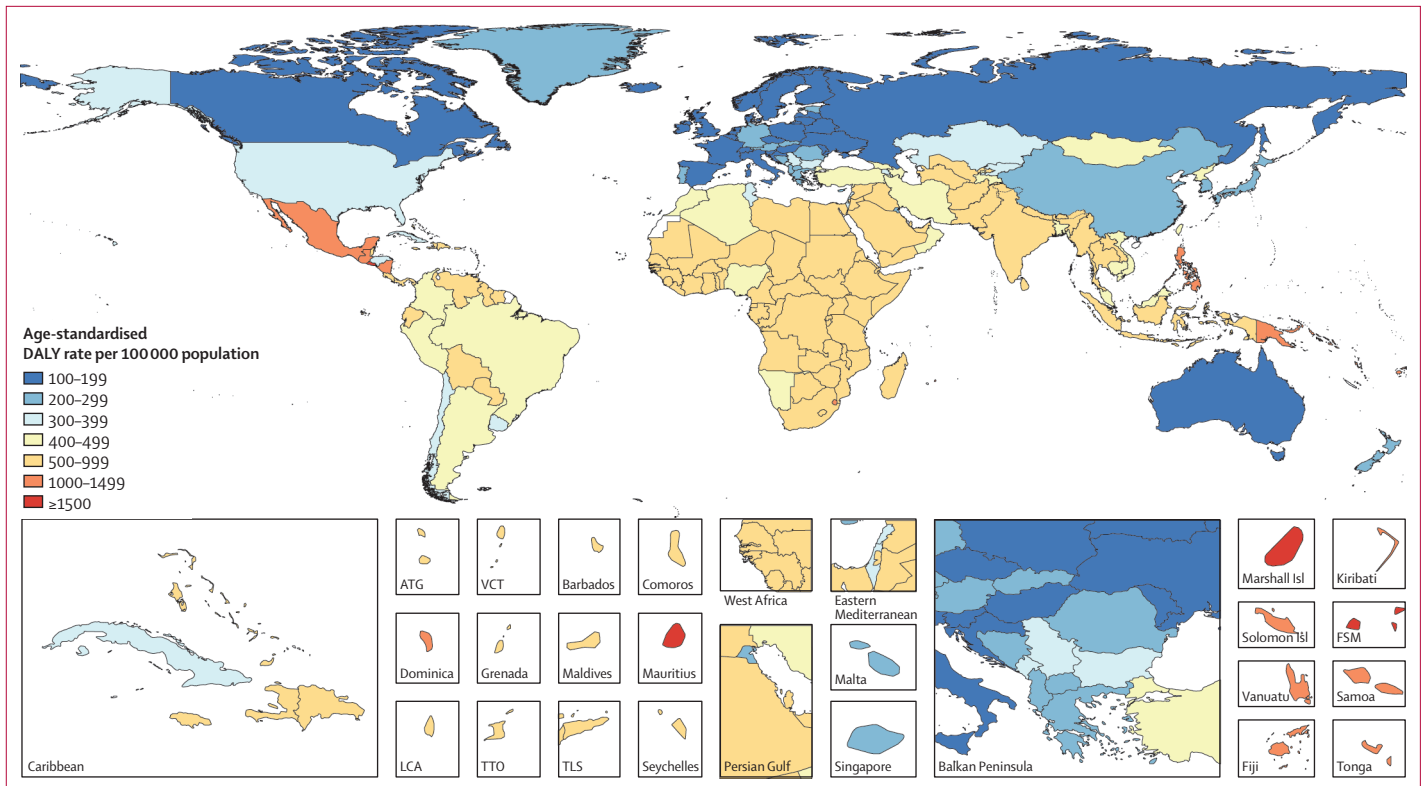 Age-standardised
DALY rate per 100 000 population
100–199
200–299
300–399
400–499
500–999
1000–1499
≥1500
Caribbean
ATG
VCT
Barbados
Comoros
West Africa
Eastern
Mediterranean
Marshall Isl
Kiribati
Dominica
Grenada
Maldives
Mauritius
Malta
Solomon Isl
FSM
Vanuatu
Samoa
LCA
TTO
TLS
Seychelles
Persian Gulf
Singapore
Balkan Peninsula
Fiji
Tonga